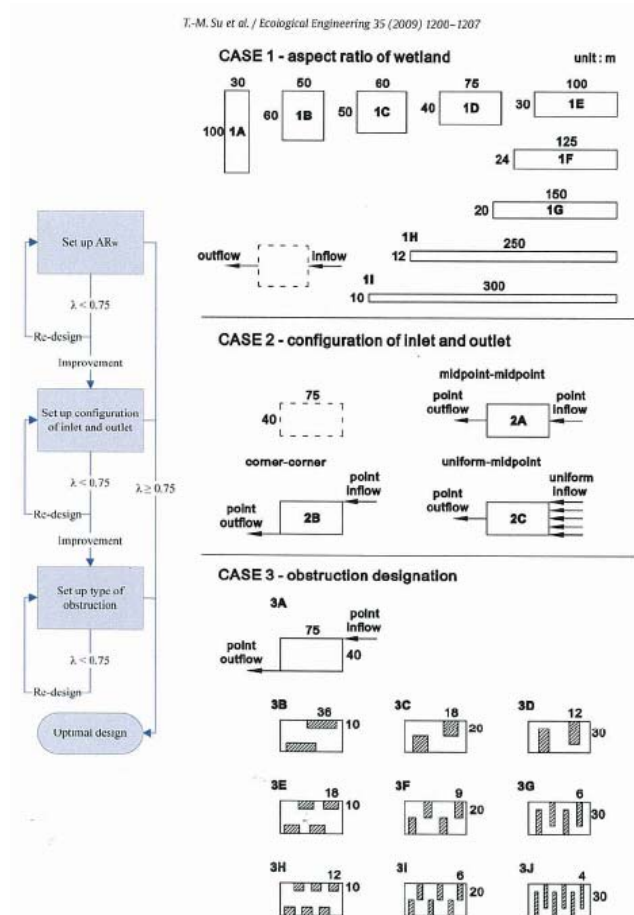 T.-M. Su et al. / Ecological Engineering 35 (2009) 1200–1207
CASE 1 - aspect ratio of wetland
unit : m
30
50
60
75
100
100 1A
60 1B
50 1C
40 1D
30 1E
125
24 1F
150
20 1G
1H
250
12
outflow
inflow
1I
300
10
Set up ARw
λ < 0.75
Re-design
Improvement
Set up configuration
of inlet and outlet
λ < 0.75
λ ≥ 0.75
Re-design
Improvement
Set up type of
obstruction
λ < 0.75
Re-design
Optimal design
CASE 2 - configuration of inlet and outlet
75
40
midpoint-midpoint
point
outflow
2A
point
inflow
corner-corner
point
inflow
point
outflow
2B
uniform-midpoint
point
outflow
2C
uniform
inflow
CASE 3 - obstruction designation
3A
75
point
inflow
point
outflow
40
3B
36
10
3C
18
20
3D
12
30
3E
18
10
3F
9
20
3G
6
30
3H
12
10
3I
6
20
3J
4
30